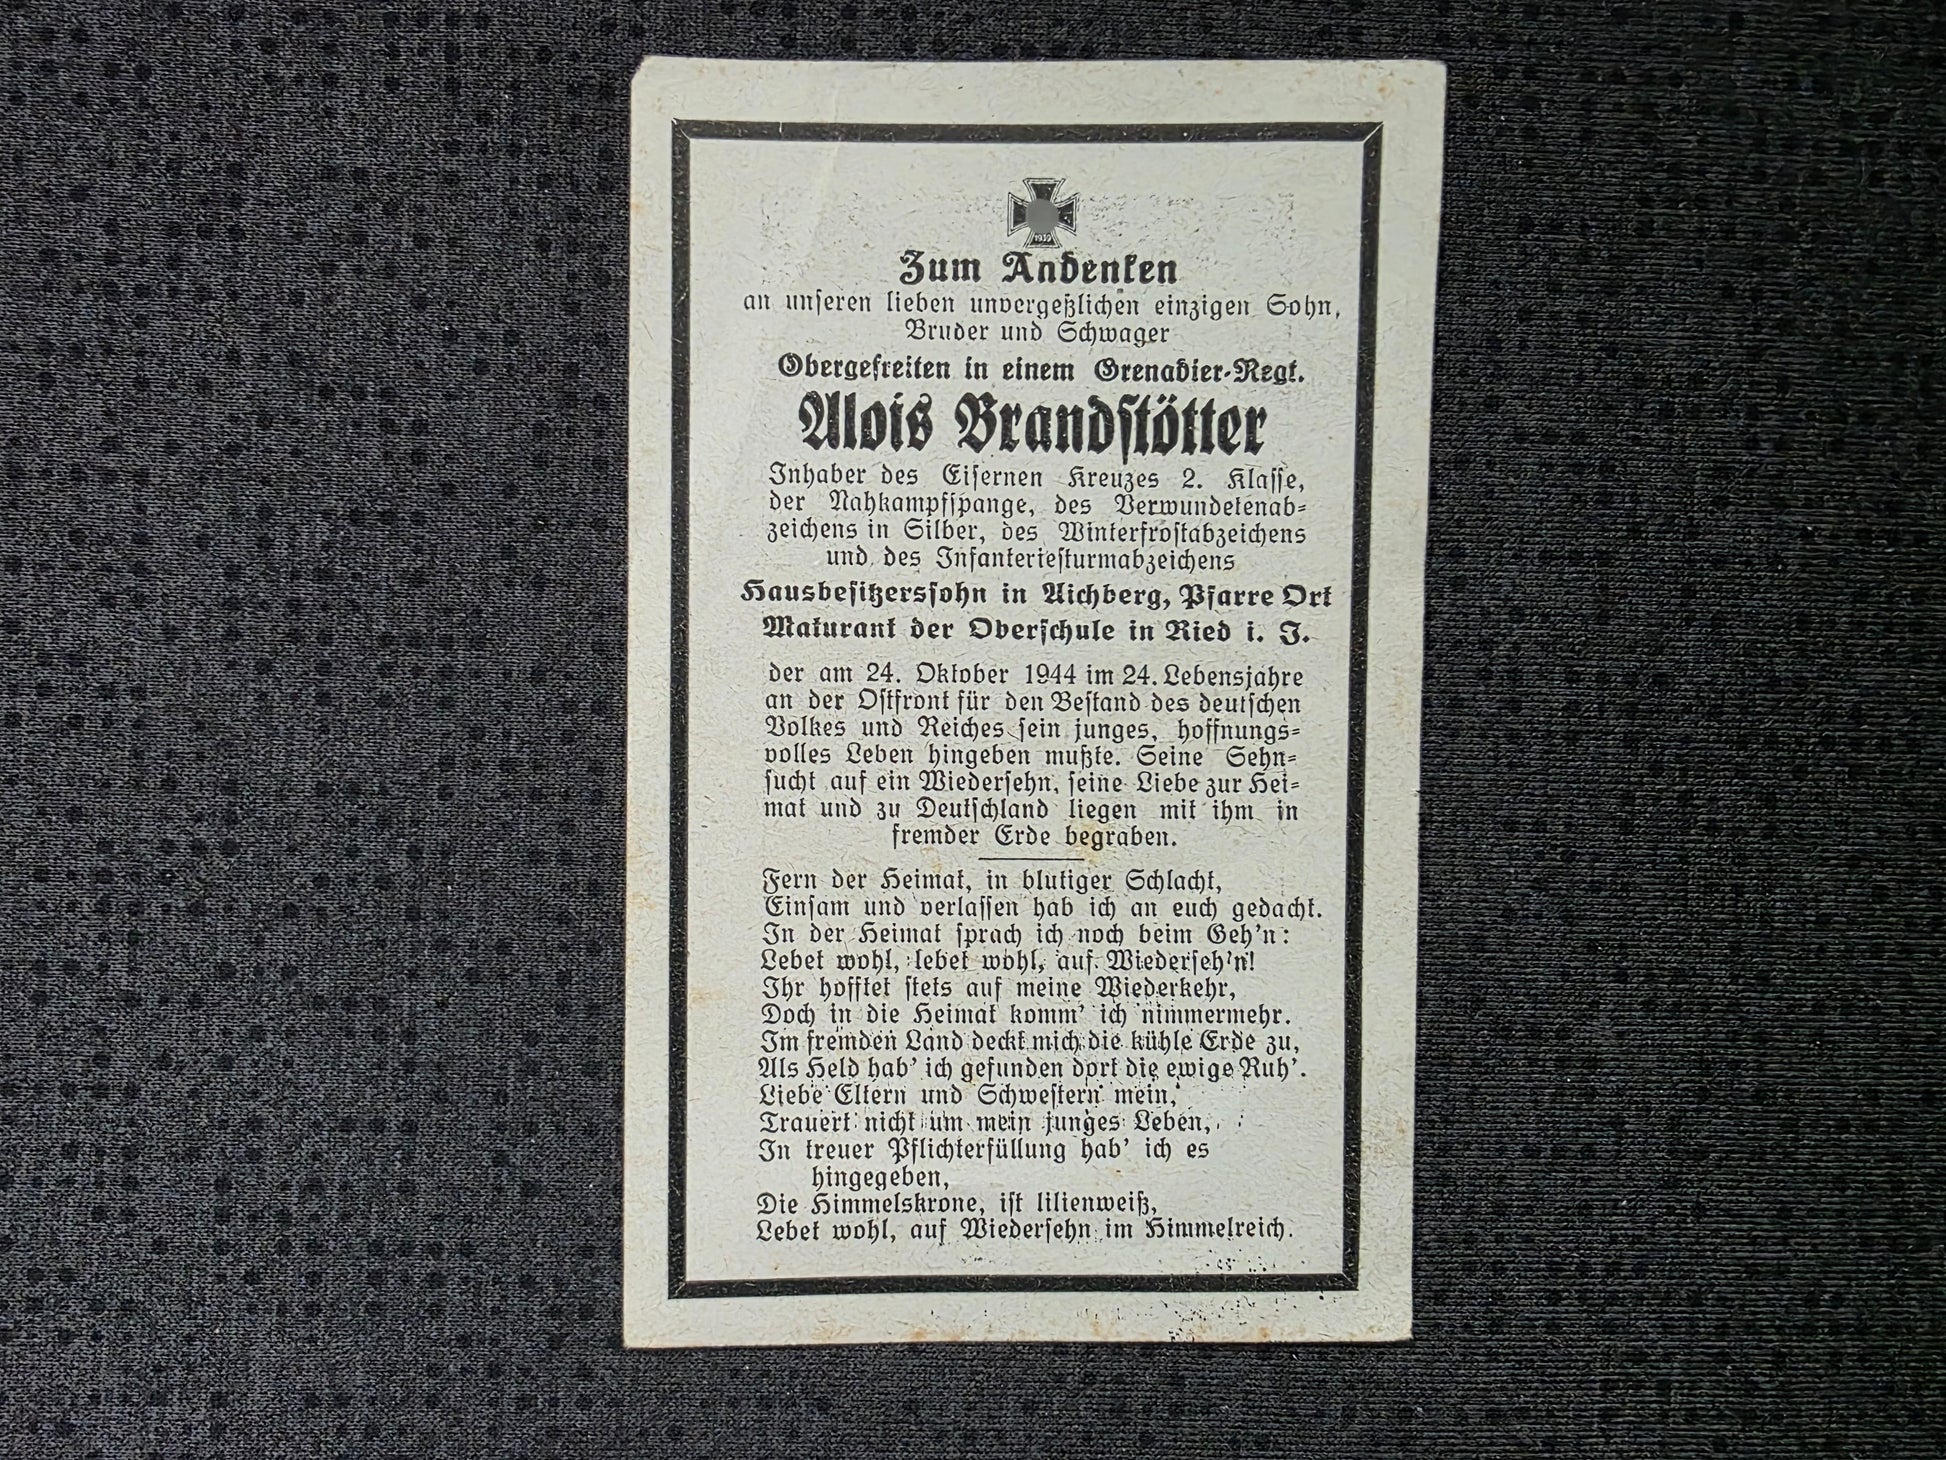 1939
Zum Andenken
an unseren lieben unvergeßlichen einzigen Sohn,
Bruder und Schwager
Obergefreiten in einem Grenadier-Regt.
Alois Brandstötter
Inhaber des Eisernen Kreuzes 2. Klasse,
der Nahkampfspange, des Verwundetenab-
zeichens in Silber, des Winterfrostabzeichens
und des Infanteriesturmabzeichens
Hausbesitzerssohn in Aichberg, Pfarre Ort
Maturant der Oberschule in Ried i. J.
der am 24. Oktober 1944 im 24. Lebensjahre
an der Ostfront für den Bestand des deutschen
Volkes und Reiches sein junges, hoffnungs-
volles Leben hingeben mußte. Seine Sehn-
sucht auf ein Wiedersehn, seine Liebe zur Hei-
mat und zu Deutschland liegen mit ihm in
fremder Erde begraben.
Fern der Heimat, in blutiger Schlacht,
Einsam und verlassen hab ich an euch gedacht.
In der Heimat sprach ich noch beim Geh'n:
Lebet wohl, lebet wohl, auf Wiederseh'n!
Ihr hofftet stets auf meine Wiederkehr,
Doch in die Heimat komm' ich nimmermehr.
Im fremden Land deckt mich die kühle Erde zu,
Als Held hab' ich gefunden dort die ewige Ruh'.
Liebe Eltern und Schwestern mein,
Trauert nicht um mein junges Leben,
In treuer Pflichterfüllung hab' ich es
hingegeben,
Die Himmelskrone, ist lilienweiß,
Lebet wohl, auf Wiedersehn im Himmelreich.